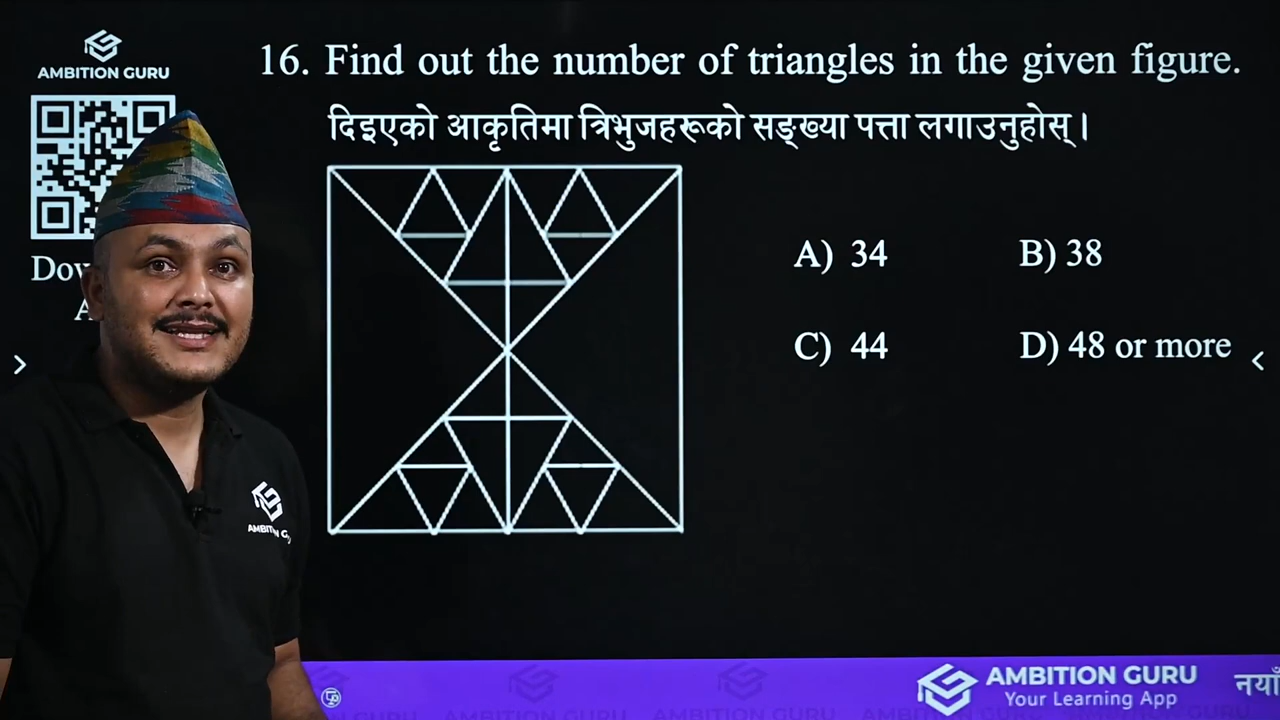 AMBITION GURU
16. Find out the number of triangles in the given figure.
दिइएको आकृतिमा त्रिभुजहरूको सङ्ख्या पत्ता लगाउनुहोस् ।
A) 34
B) 38
C) 44
D) 48 or more
AMBITION GURU
Your Learning App